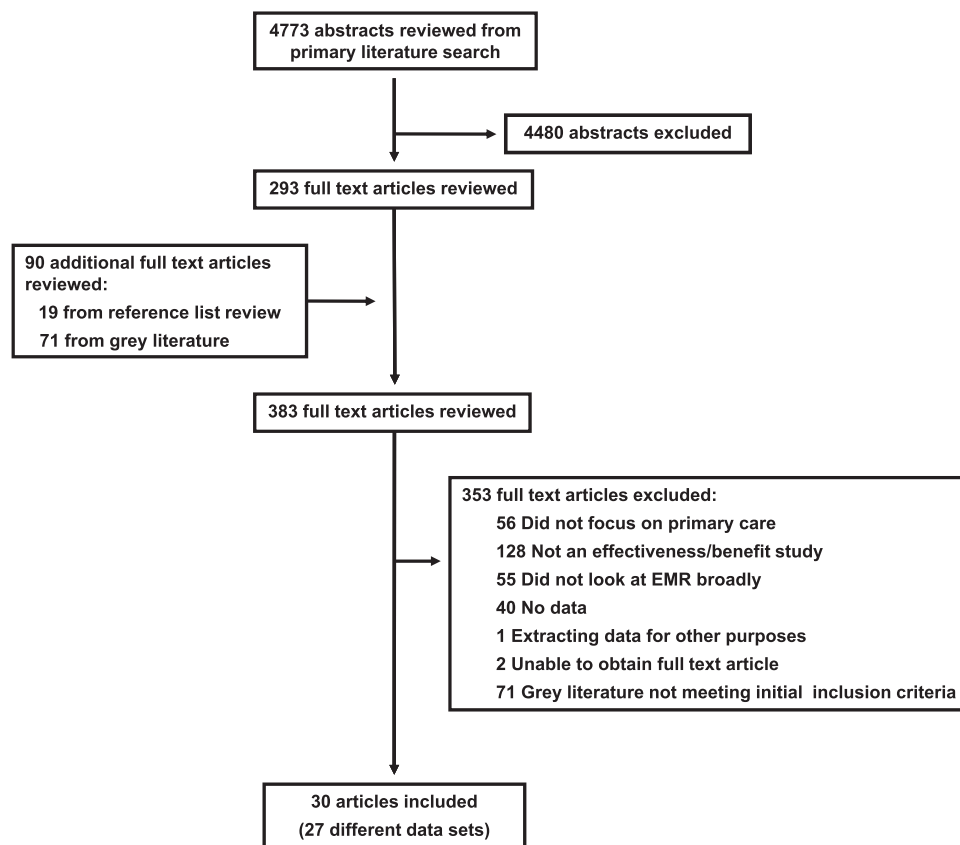 4773 abstracts reviewed from
primary literature search
4480 abstracts excluded
293 full text articles reviewed
90 additional full text articles
reviewed:
19 from reference list review
71 from grey literature
383 full text articles reviewed
353 full text articles excluded:
56 Did not focus on primary care
128 Not an effectiveness/benefit study
55 Did not look at EMR broadly
40 No data
1 Extracting data for other purposes
2 Unable to obtain full text article
71 Grey literature not meeting initial inclusion criteria
30 articles included
(27 different data sets)